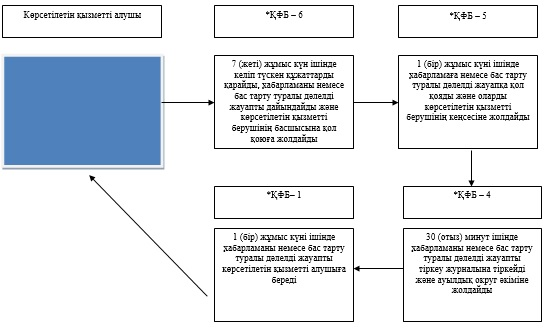 Көрсетілетін қызметті алушы
*ҚФБ – 6
*ҚФБ – 5
7 (жеті) жұмыс күн ішінде
келіп түскен құжаттарды
қарайды, хабарламаны немесе
бас тарту туралы дәлелді
жауапты дайындайды және
көрсетілетін қызметті
берушінің басшысына қол
қоюға жолдайды
1 (бір) жұмыс күні ішінде
хабарламаға немесе бас тарту
туралы дәлелді жауапқа қол
қояды және оларды
көрсетілетін қызметті
берушінің кеңсесіне жолдайды
*ҚФБ– 1
*ҚФБ – 4
1 (бір) жұмыс күні ішінде
хабарламаны немесе бас тарту
туралы дәлелді жауапты
көрсетілетін қызметті алушыға
береді
30 (отыз) минут ішінде
хабарламаны немесе бас тарту
туралы дәлелді жауапты
тіркеу журналына тіркейді
және ауылдық округ әкіміне
жолдайды